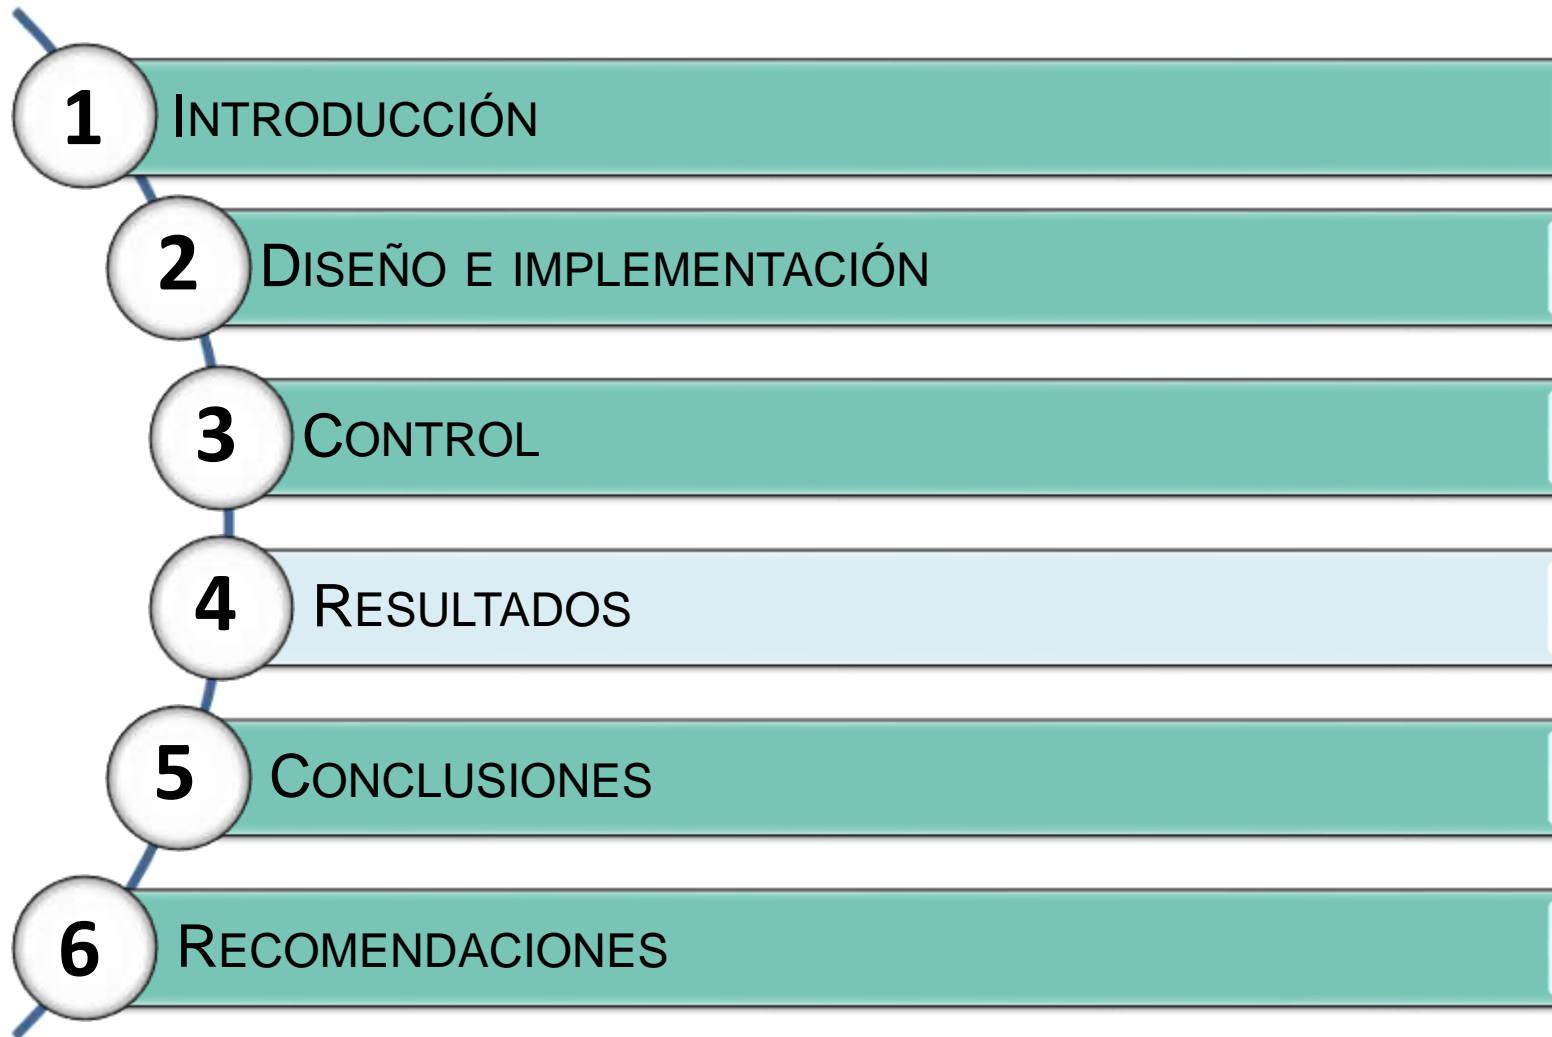 1 INTRODUCCIÓN
2 DISEÑO E IMPLEMENTACIÓN
3 CONTROL
4 RESULTADOS
5 CONCLUSIONES
6 RECOMENDACIONES